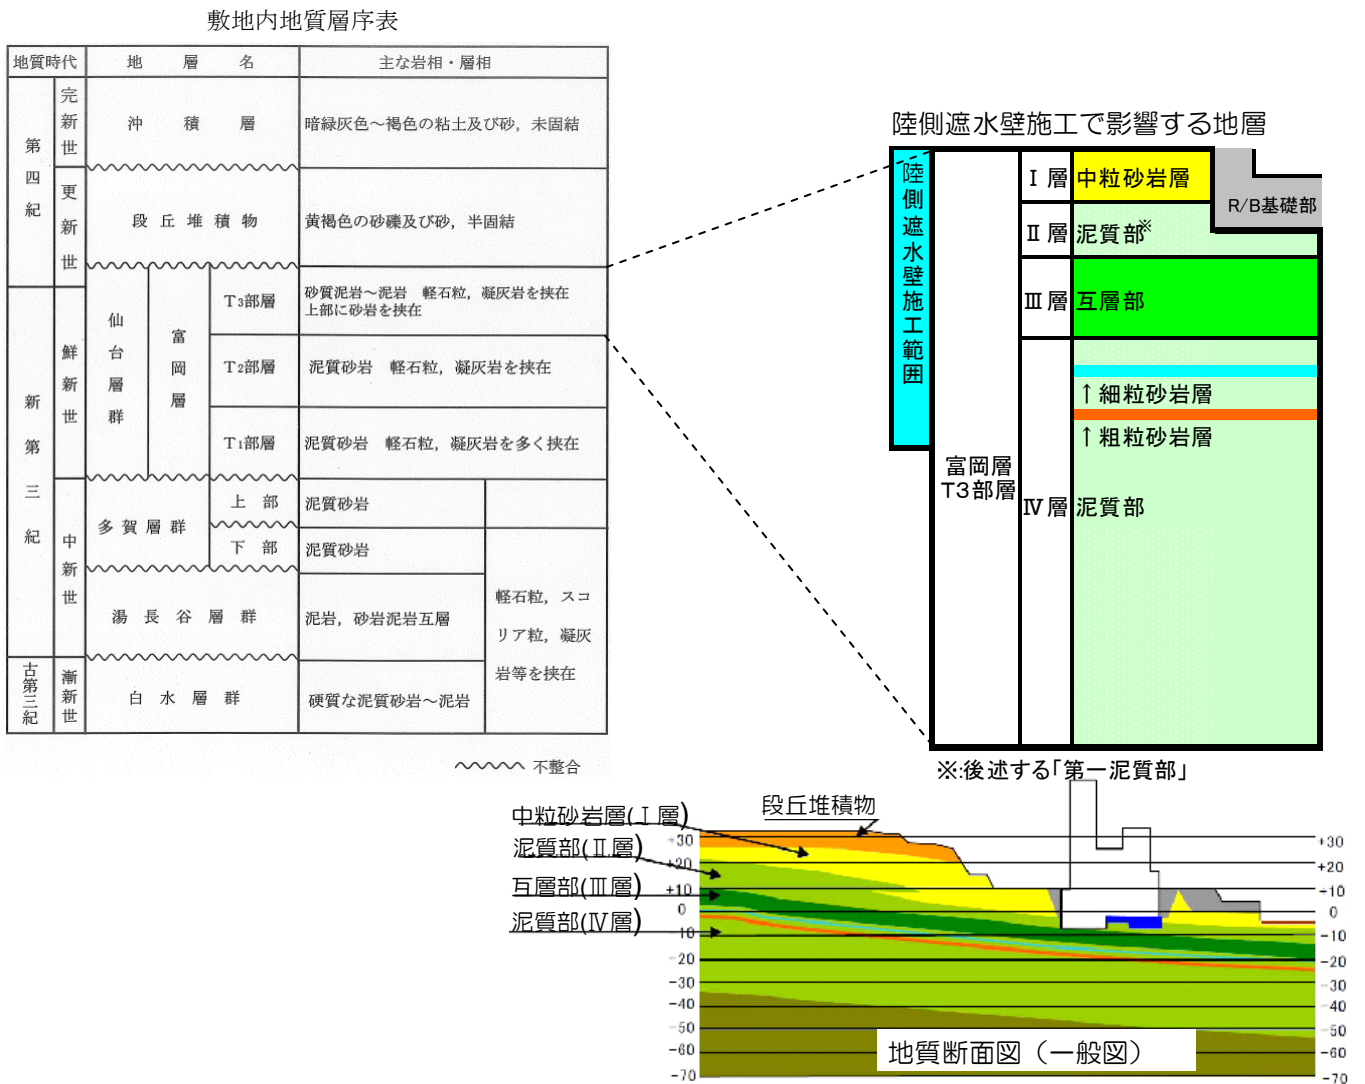 敷地内地質層序表
地質時代 地層名 主な岩相・層相
第四紀 完新世 沖積層 暗緑灰色～褐色の粘土及び砂，未固結
更新世 段丘堆積物 黄褐色の砂礫及び砂，半固結
新第三紀 鮮新世 仙台層群 富岡層 T3部層 砂質泥岩～泥岩 軽石粒，凝灰岩を挟在
上部に砂岩を挟在
T2部層 泥質砂岩 軽石粒，凝灰岩を挟在
T1部層 泥質砂岩 軽石粒，凝灰岩を多く挟在
中新世 多賀層群 上部 泥質砂岩
下部 泥質砂岩
湯長谷層群 泥岩，砂岩泥岩互層
軽石粒，スコ
リア粒，凝灰
岩等を挟在
古第三紀 漸新世 白水層群 硬質な泥質砂岩～泥岩
不整合
陸側遮水壁施工で影響する地層
陸側遮水壁施工範囲
富岡層
T3部層
Ⅰ層 中粒砂岩層
R/B基礎部
Ⅱ層 泥質部※
Ⅲ層 互層部
↑細粒砂岩層
↑粗粒砂岩層
Ⅳ層 泥質部
※:後述する「第一泥質部」
段丘堆積物
中粒砂岩層(Ⅰ層)
泥質部(Ⅱ層)
互層部(Ⅲ層)
泥質部(Ⅳ層)
+30
+20
+10
0
-10
-20
-30
-40
-50
-60
-70
+30
+20
+10
0
-10
-20
-30
-40
-50
-60
-70
地質断面図（一般図）